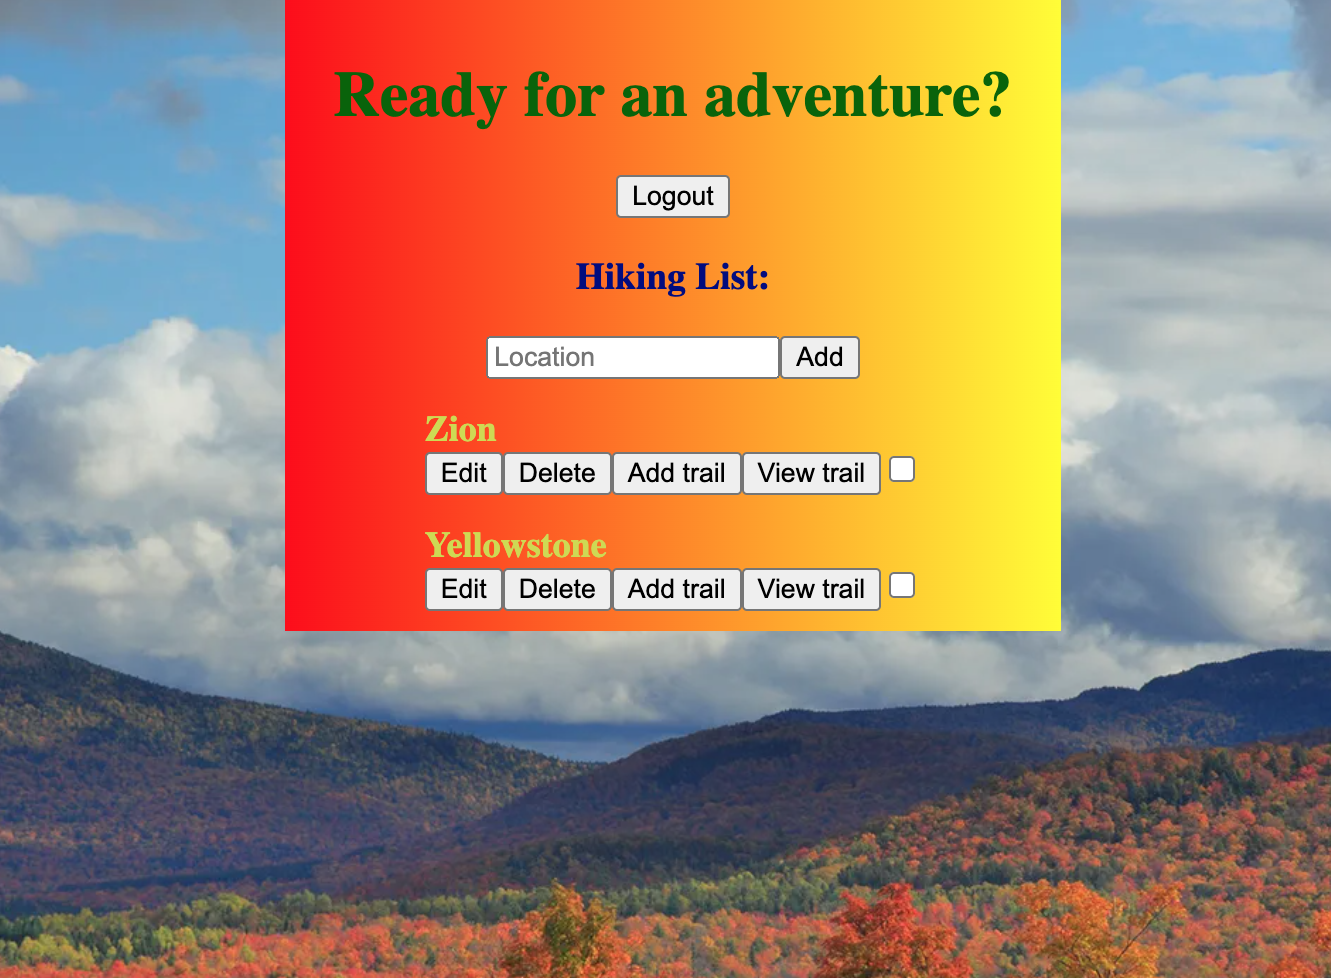 Ready for an adventure?
Logout
Hiking List:
Location Add
Zion
Edit Delete Add trail View trail
Yellowstone
Edit Delete Add trail View trail